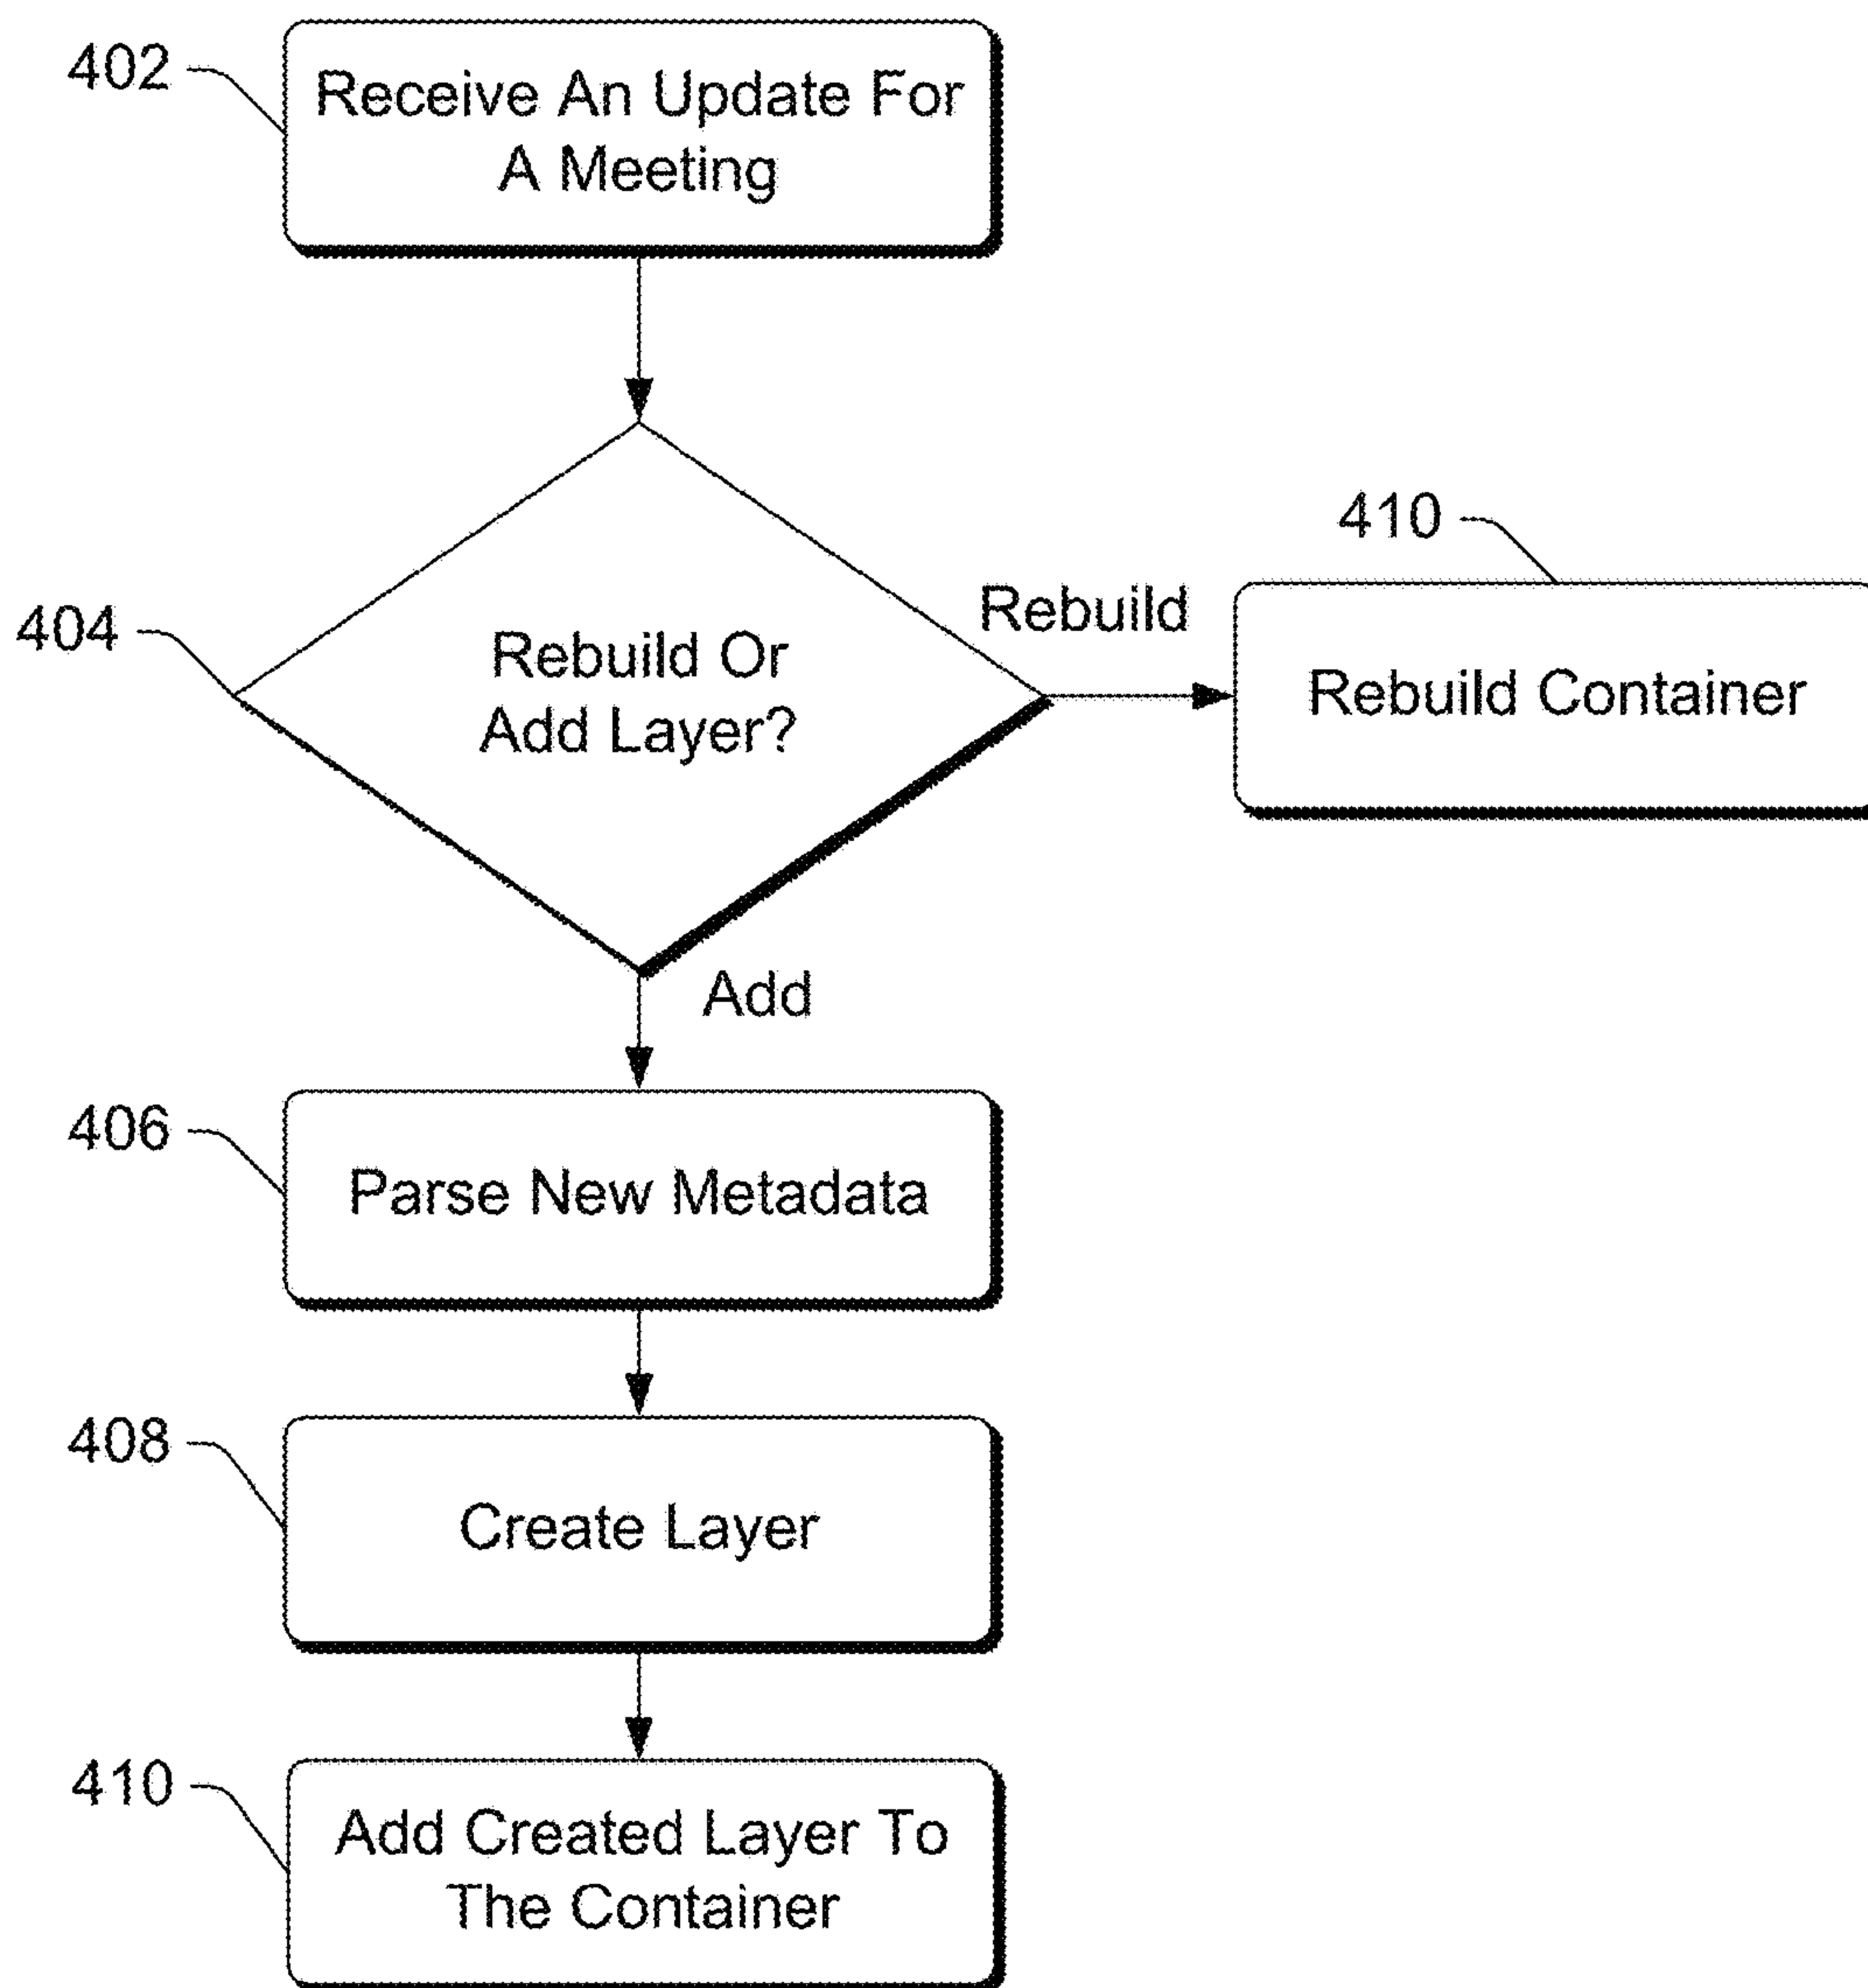 402
Receive An Update For
A Meeting
404
Rebuild Or
Add Layer?
Rebuild
410
Rebuild Container
Add
406
Parse New Metadata
408
Create Layer
410
Add Created Layer To
The Container